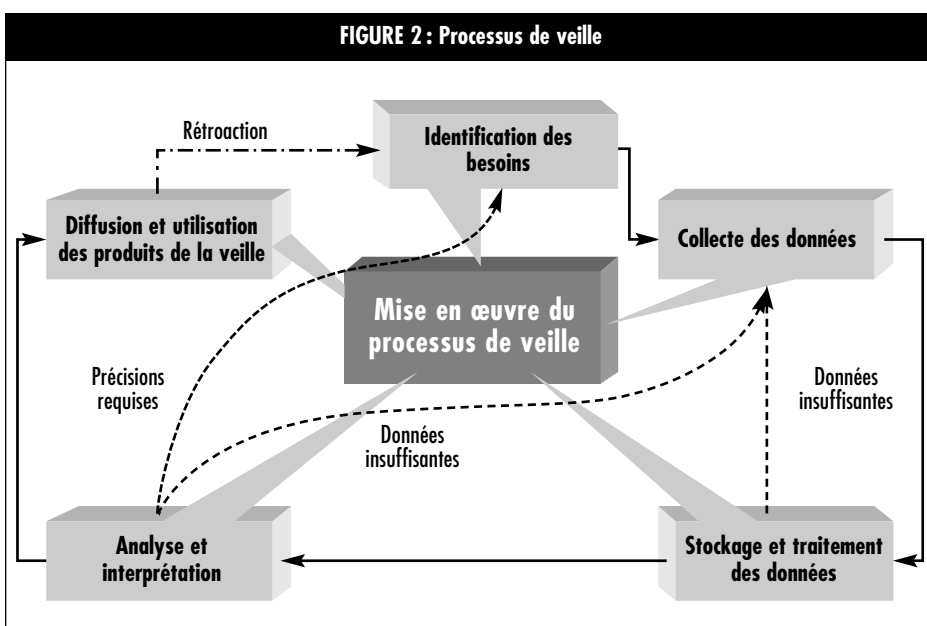 FIGURE 2 : Processus de veille
Rétroaction
Identification des
besoins
Diffusion et utilisation
des produits de la veille
Collecte des données
Mise en œuvre du
processus de veille
Précisions
requises
Données
insuffisantes
Données
insuffisantes
Analyse et
interprétation
Stockage et traitement
des données